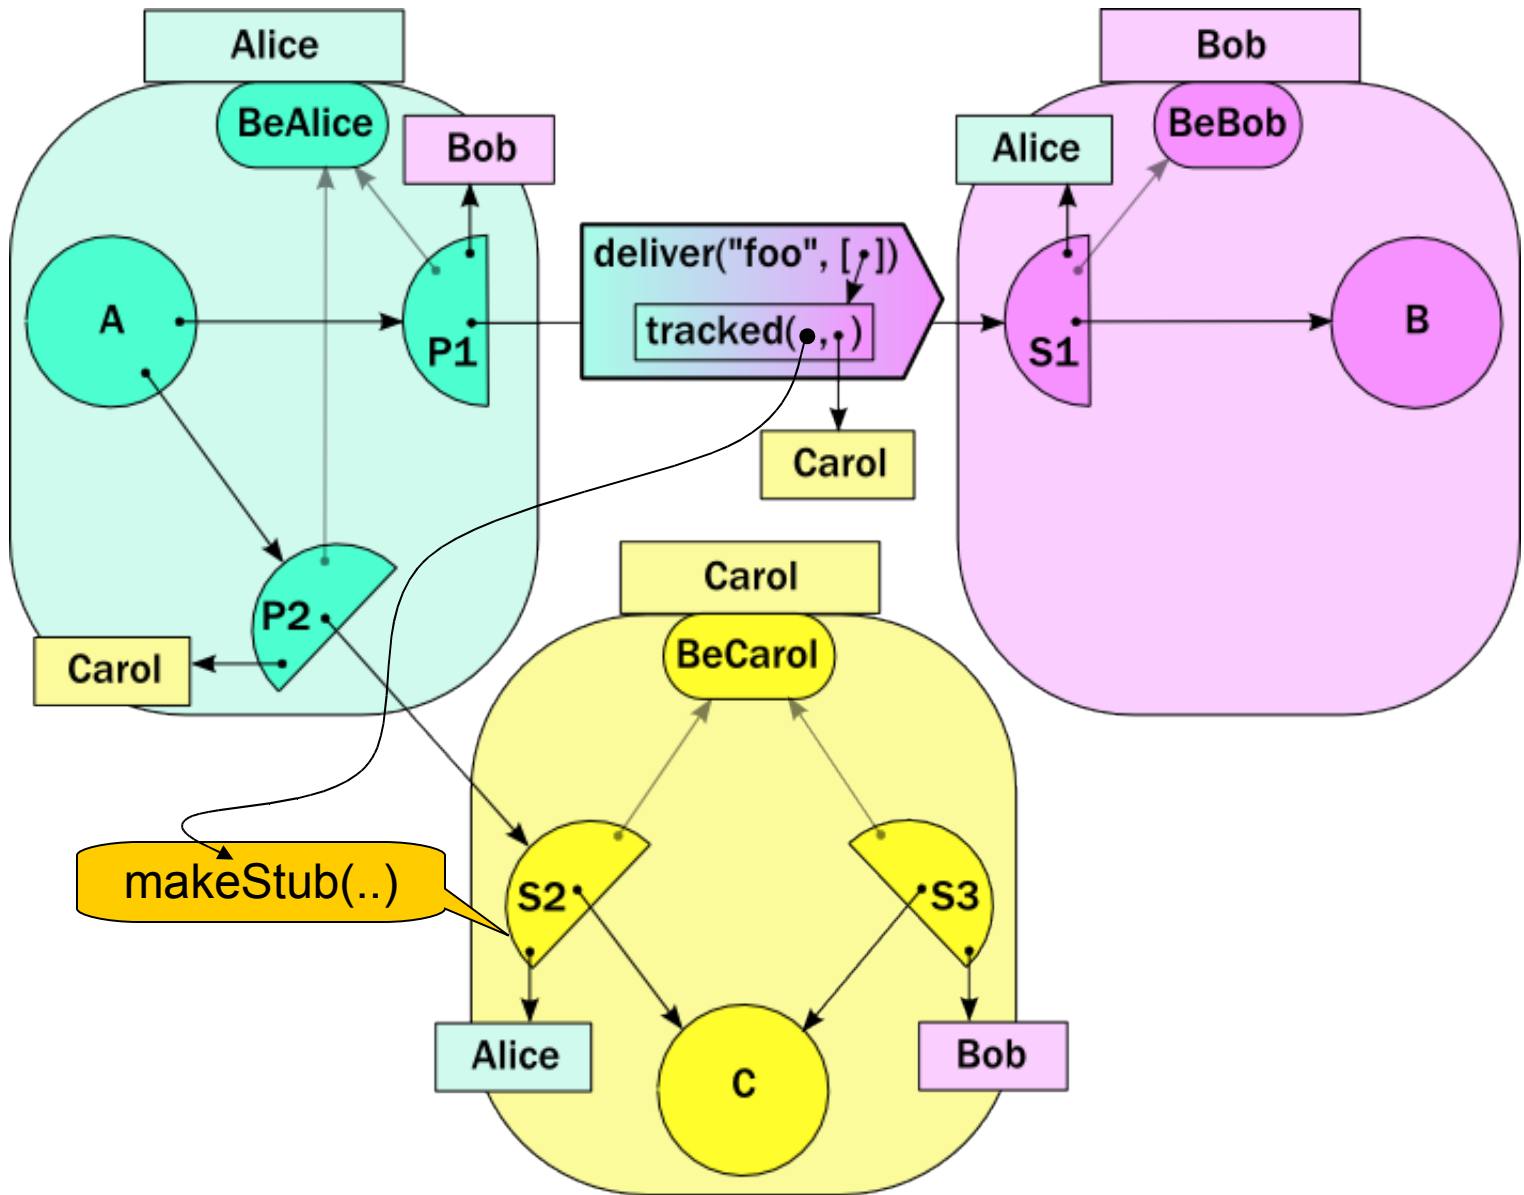 Alice
Bob
BeAlice
Bob
Alice
BeBob
deliver("foo", [ ])
tracked( , )
A
P1
S1
B
Carol
P2
Carol
Carol
BeCarol
makeStub(..)
S2
S3
Alice
Bob
C